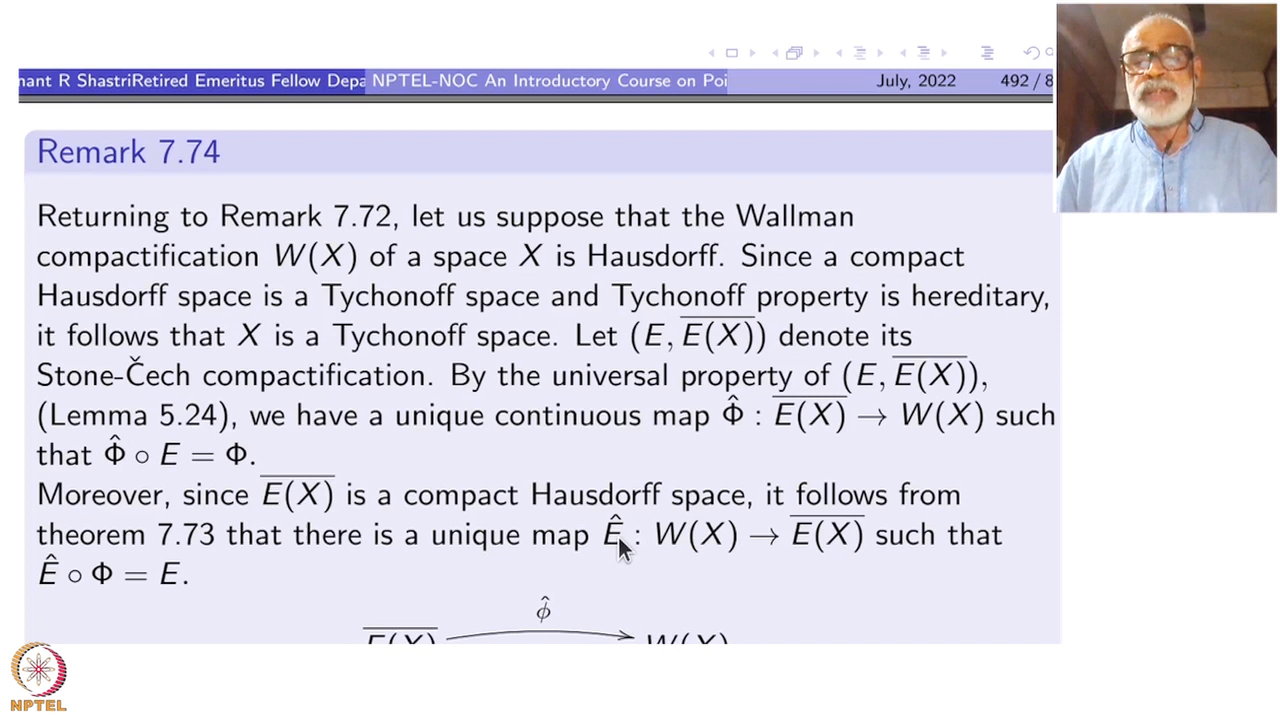 nant R ShastriRetired Emeritus Fellow Depa NPTEL-NOC An Introductory Course on Poi July, 2022 492 / 8
Remark 7.74
Returning to Remark 7.72, let us suppose that the Wallman
compactification W(X) of a space X is Hausdorff. Since a compact
Hausdorff space is a Tychonoff space and Tychonoff property is hereditary,
it follows that X is a Tychonoff space. Let (E, \overline{E(X)}) denote its
Stone-Čech compactification. By the universal property of (E, \overline{E(X)}),
(Lemma 5.24), we have a unique continuous map Φ̂ : \overline{E(X)} → W(X) such
that Φ̂ ∘ E = Φ.
Moreover, since \overline{E(X)} is a compact Hausdorff space, it follows from
theorem 7.73 that there is a unique map Ê : W(X) → \overline{E(X)} such that
Ê ∘ Φ = E.
ϕ̂
\overline{E(X)} W(X)
NPTEL